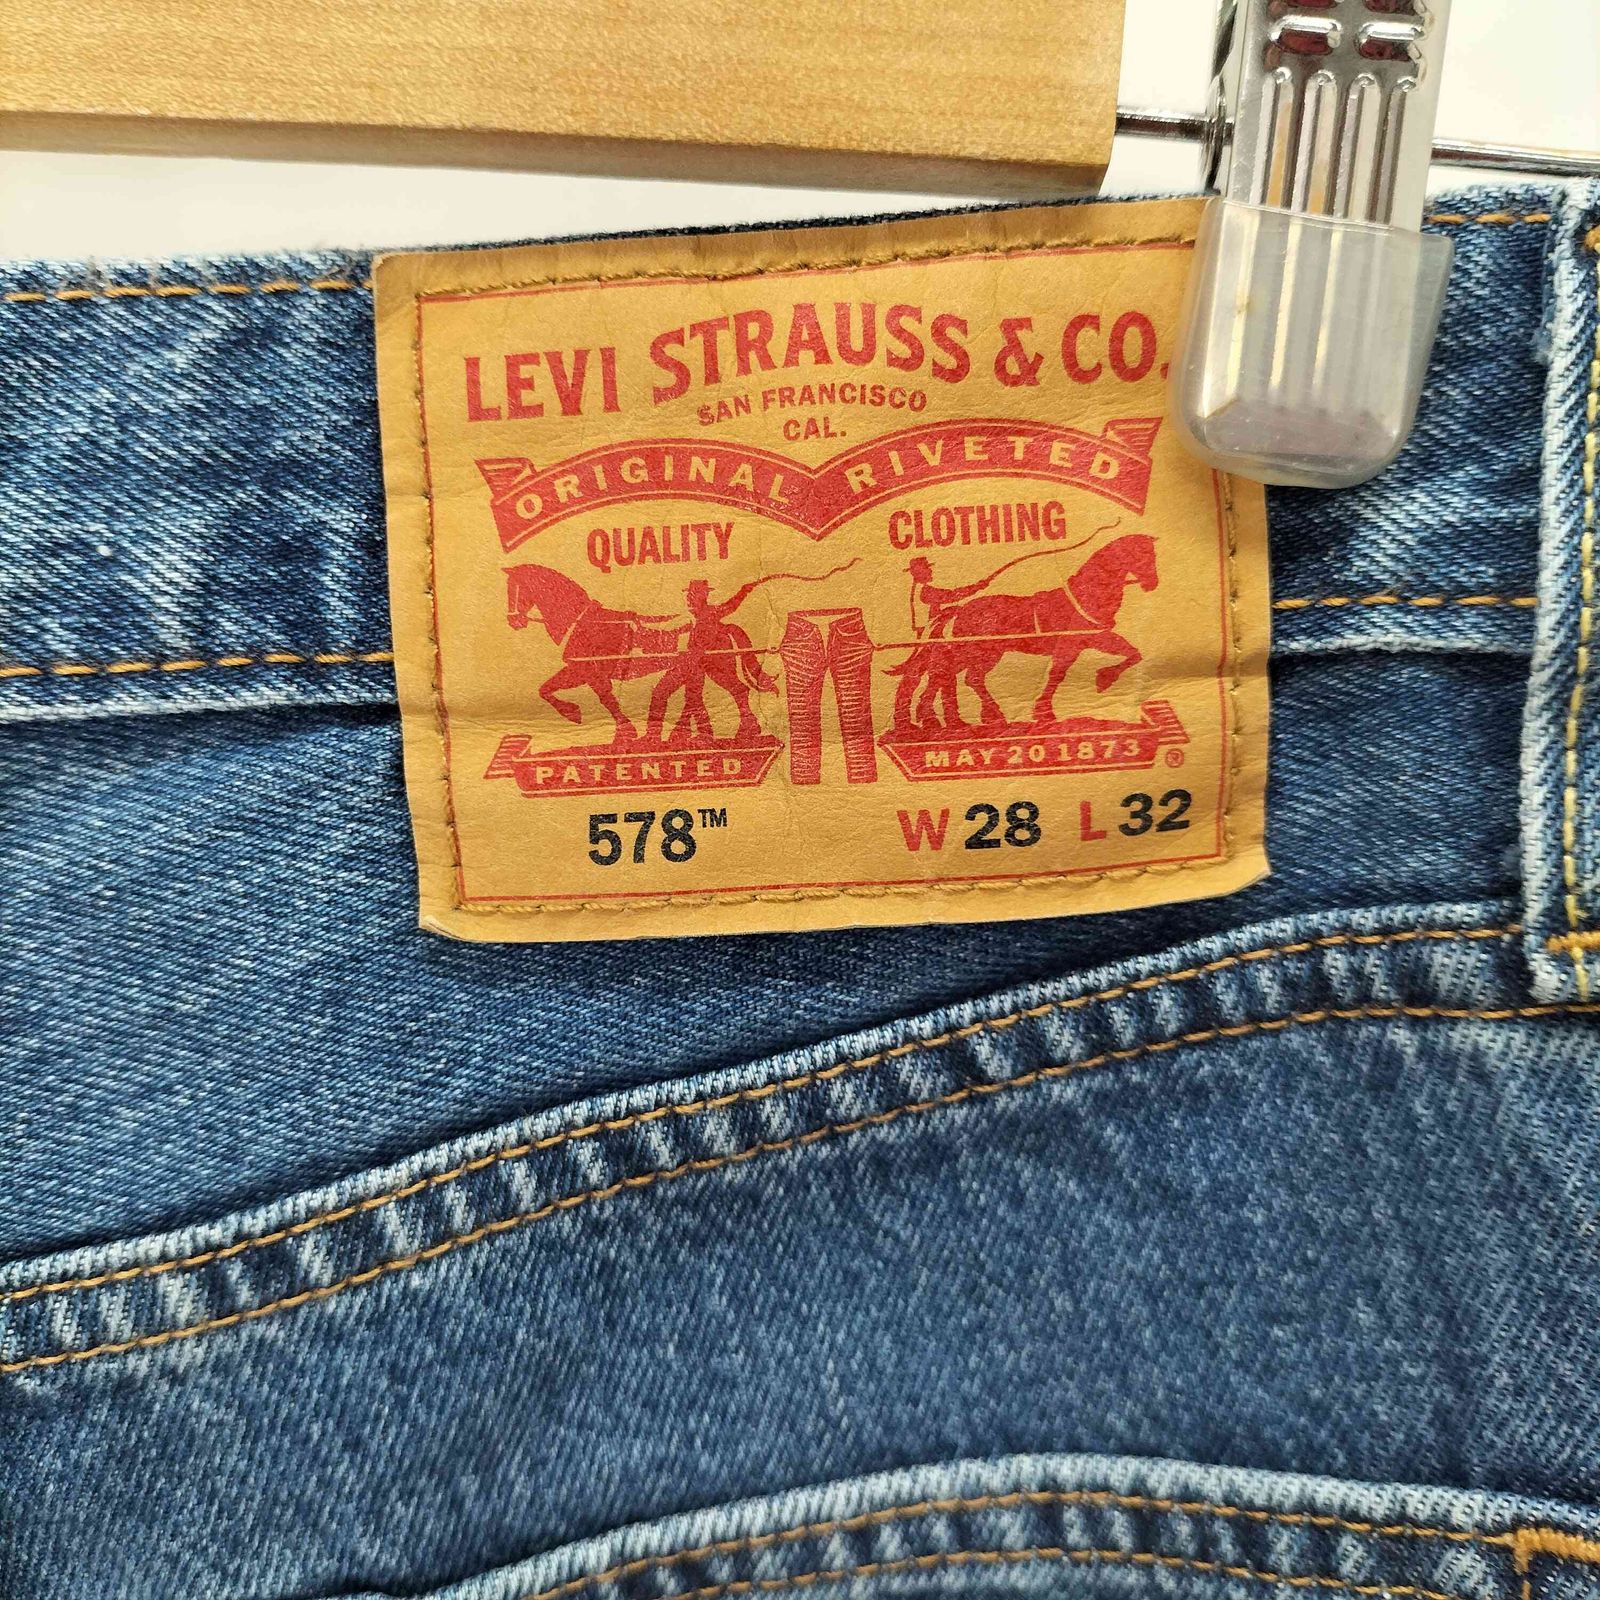 LEVI STRAUSS & CO.
SAN FRANCISCO
CAL.
ORIGINAL RIVETED
QUALITY CLOTHING
PATENTED MAY 20 1873 ®
578™ W 28 L 32